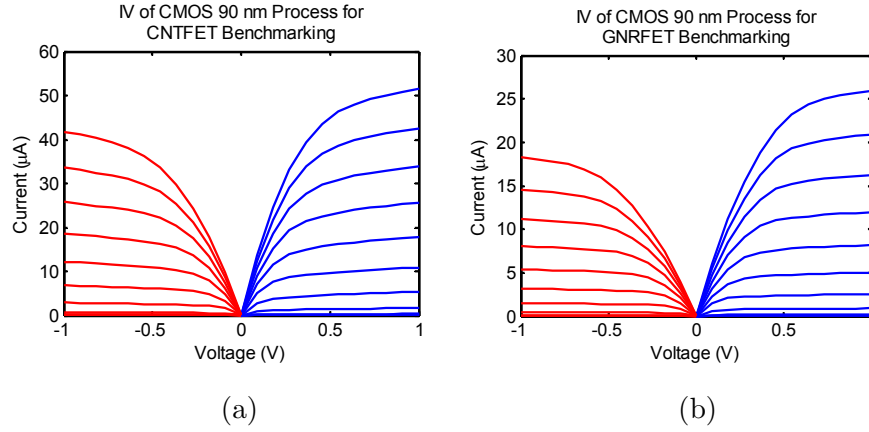 IV of CMOS 90 nm Process for
CNTFET Benchmarking
60
50
40
30
20
10
0
-1
-0.5
0
0.5
1
Current (μA)
Voltage (V)
(a)
IV of CMOS 90 nm Process for
GNRFET Benchmarking
30
25
20
15
10
5
0
-1
-0.5
0
0.5
Current (μA)
Voltage (V)
(b)